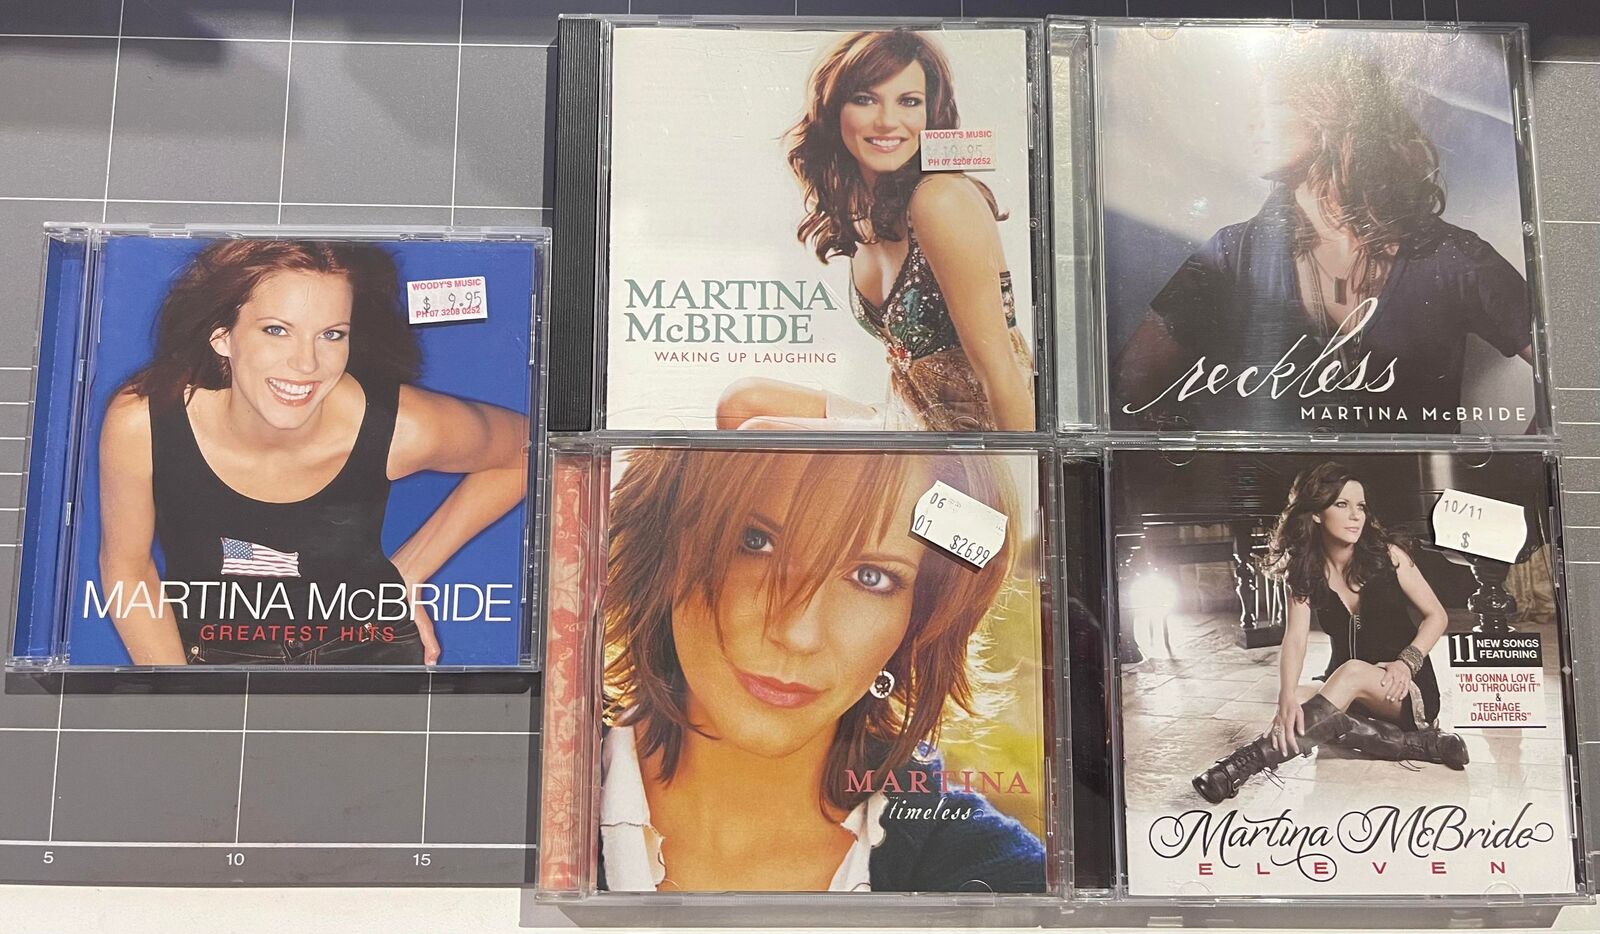 WOODY'S MUSIC
$ 9.95
PH 07 3208 0252
MARTINA McBRIDE
GREATEST HITS
WOODY'S MUSIC
PH 07 3208 0252
MARTINA
McBRIDE
WAKING UP LAUGHING
reckless
MARTINA McBRIDE
06
01 $26.99
MARTINA
timeless
10/11
$
11 NEW SONGS
FEATURING
"I'M GONNA LOVE
YOU THROUGH IT"
&
"TEENAGE
DAUGHTERS"
Martina McBride
ELEVEN
5
10
15